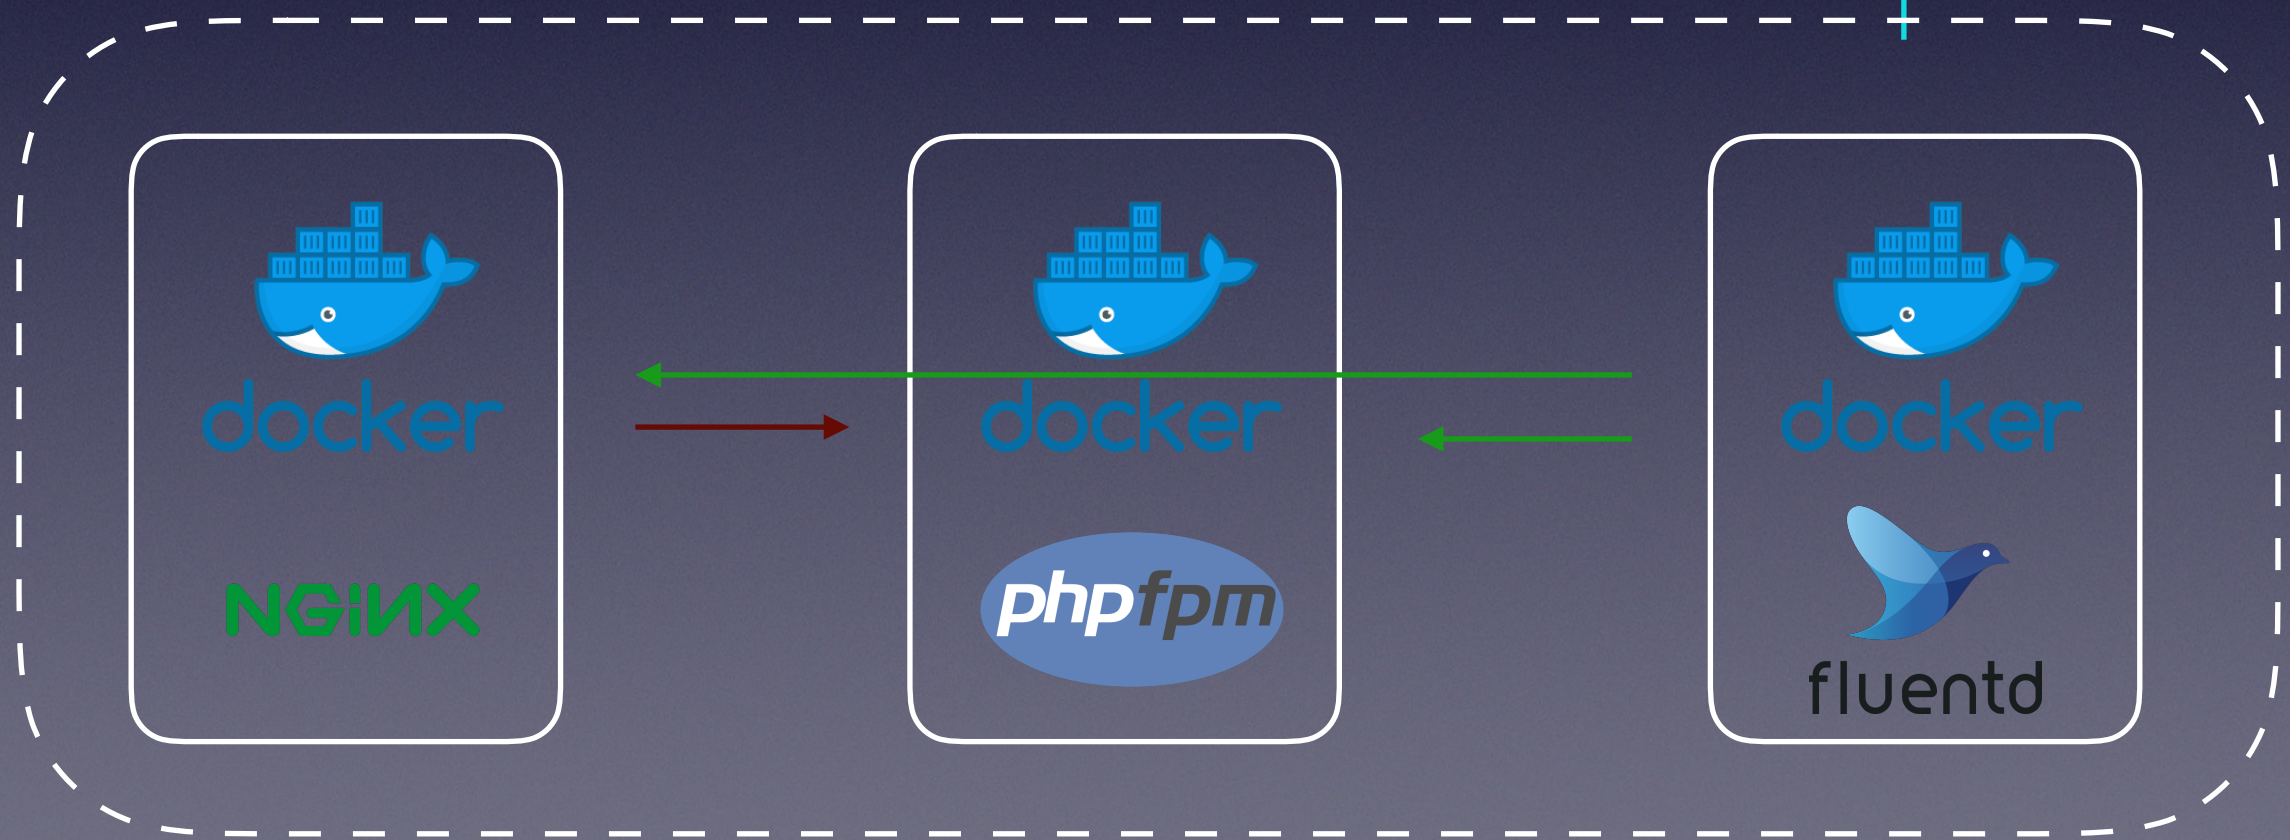 docker
NGiNX
docker
phpfpm
docker
fluentd